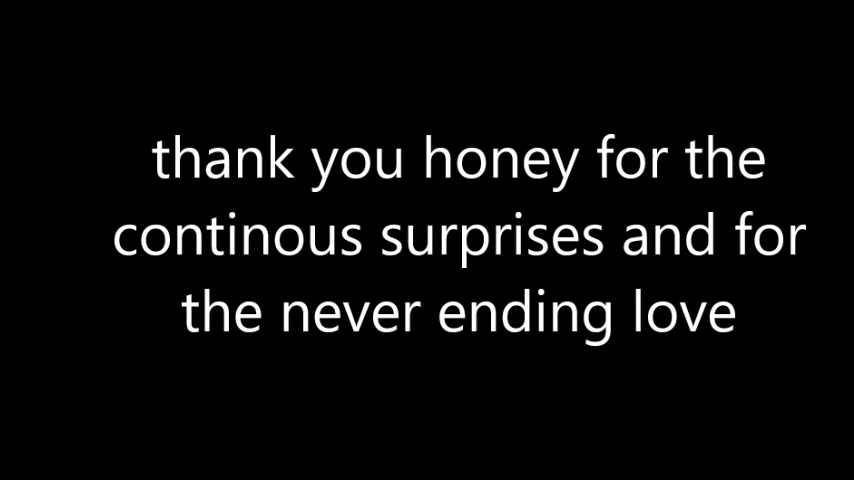 thank you honey for the
continous surprises and for
the never ending love